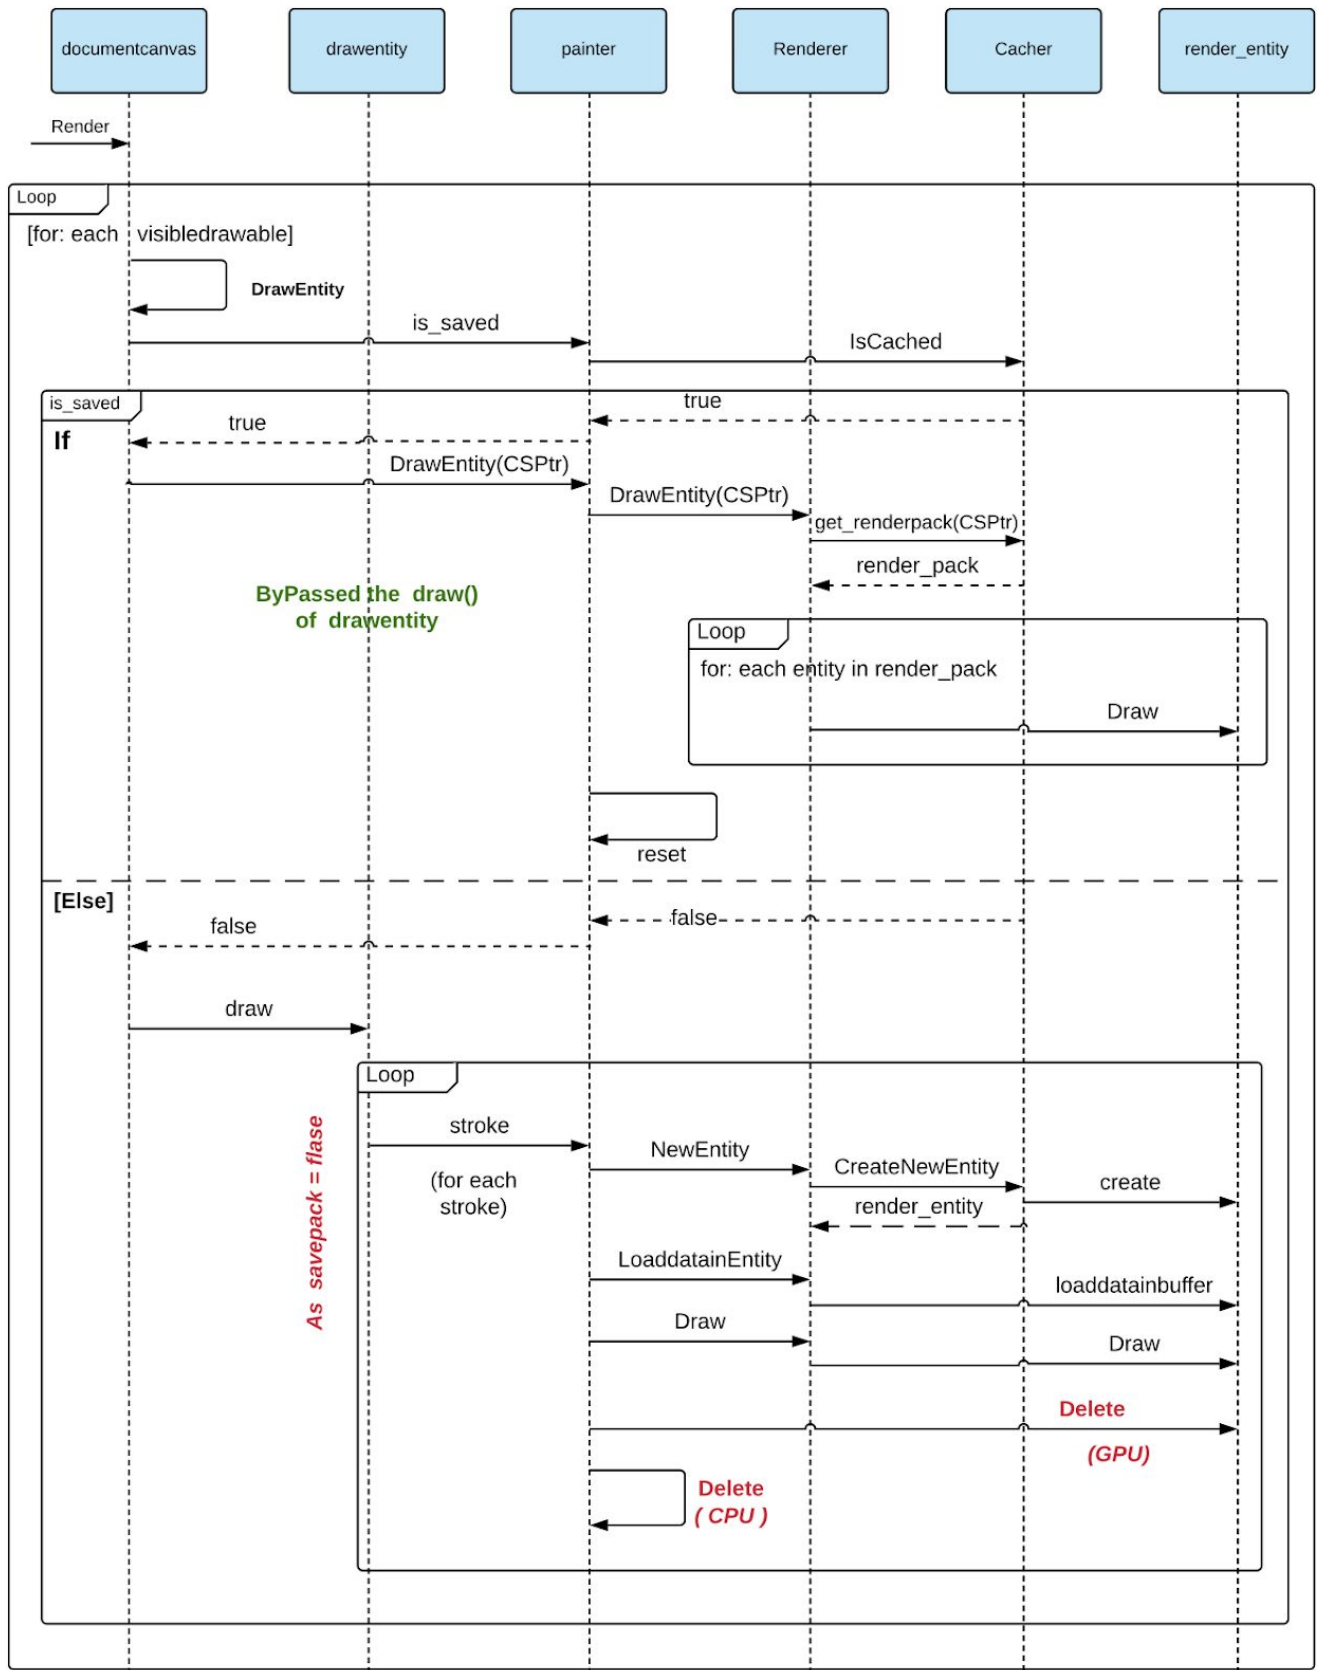 documentcanvas
drawentity
painter
Renderer
Cacher
render_entity
Render
Loop
[for: each visibledrawable]
DrawEntity
is_saved
IsCached
is_saved
true
If
true
DrawEntity(CSPtr)
DrawEntity(CSPtr)
get_renderpack(CSPtr)
render_pack
ByPassed the draw()
of drawentity
Loop
for: each entity in render_pack
Draw
reset
[Else]
false
false
draw
Loop
As savepack = flase
stroke
(for each
stroke)
NewEntity
CreateNewEntity
create
render_entity
LoaddatainEntity
loaddatainbuffer
Draw
Draw
Delete
(GPU)
Delete
( CPU )